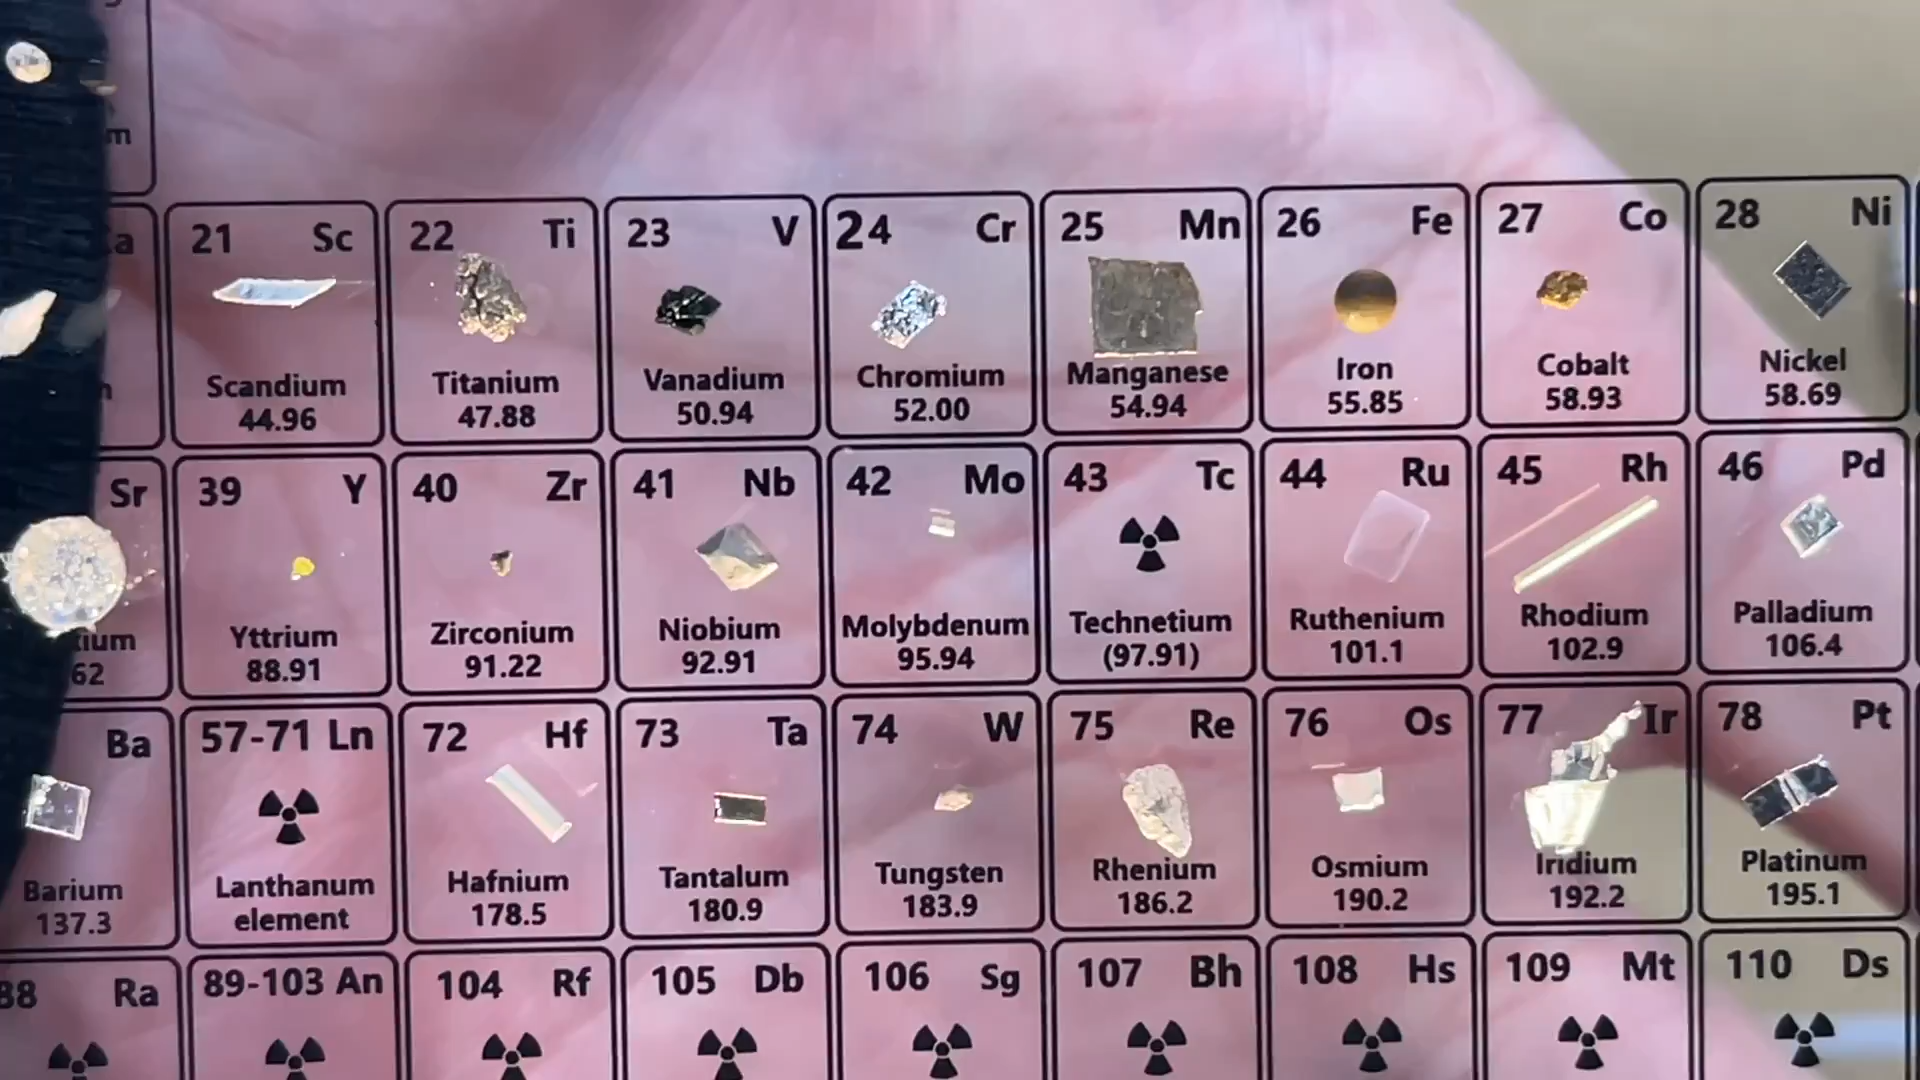 21 Sc 22 Ti 23 V 24 Cr 25 Mn 26 Fe 27 Co 28 Ni
Scandium Titanium Vanadium Chromium Manganese Iron Cobalt Nickel
44.96 47.88 50.94 52.00 54.94 55.85 58.93 58.69
Sr 39 Y 40 Zr 41 Nb 42 Mo 43 Tc 44 Ru 45 Rh 46 Pd
Yttrium Zirconium Niobium Molybdenum Technetium Ruthenium Rhodium Palladium
62 88.91 91.22 92.91 95.94 (97.91) 101.1 102.9 106.4
Ba 57-71 Ln 72 Hf 73 Ta 74 W 75 Re 76 Os 77 Ir 78 Pt
Barium Lanthanum Hafnium Tantalum Tungsten Rhenium Osmium Iridium Platinum
137.3 element 178.5 180.9 183.9 186.2 190.2 192.2 195.1
88 Ra 89-103 An 104 Rf 105 Db 106 Sg 107 Bh 108 Hs 109 Mt 110 Ds